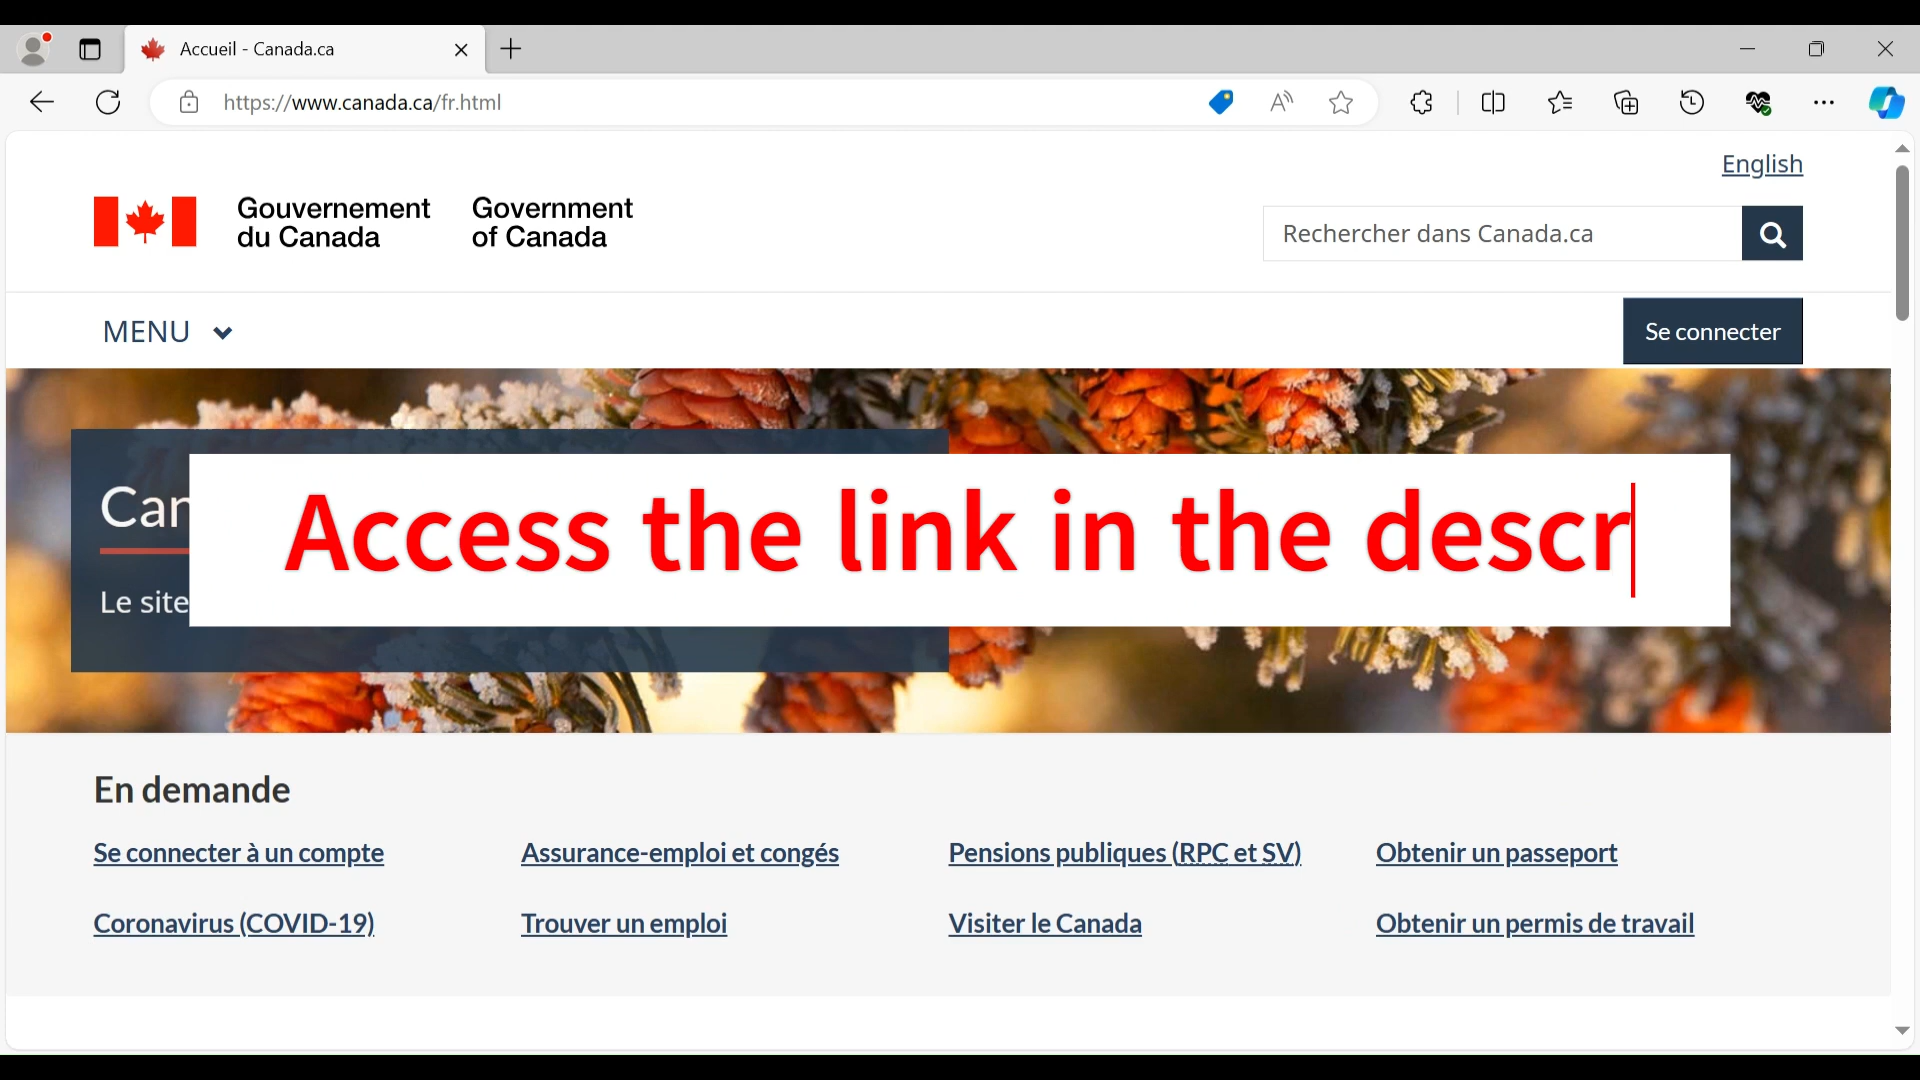 Accueil - Canada.ca
https://www.canada.ca/fr.html
English
Gouvernement du Canada
Government of Canada
Rechercher dans Canada.ca
MENU
Se connecter
Can
Le site
Access the link in the descr
En demande
Se connecter à un compte
Assurance-emploi et congés
Pensions publiques (RPC et SV)
Obtenir un passeport
Coronavirus (COVID-19)
Trouver un emploi
Visiter le Canada
Obtenir un permis de travail